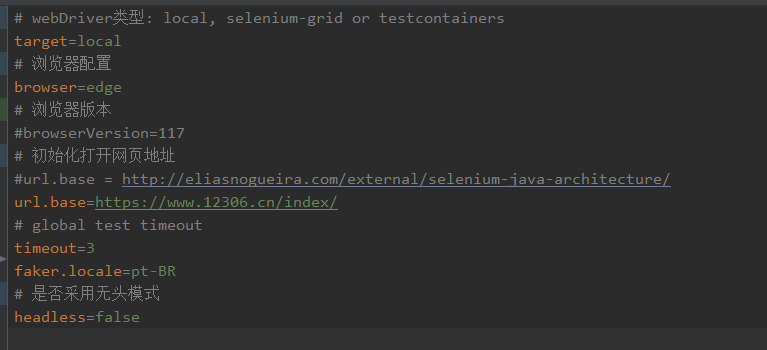 # webDriver类型: local, selenium-grid or testcontainers
target=local
# 浏览器配置
browser=edge
# 浏览器版本
#browserVersion=117
# 初始化打开网页地址
#url.base = http://eliasnogueira.com/external/selenium-java-architecture/
url.base=https://www.12306.cn/index/
# global test timeout
timeout=3
faker.locale=pt-BR
# 是否采用无头模式
headless=false